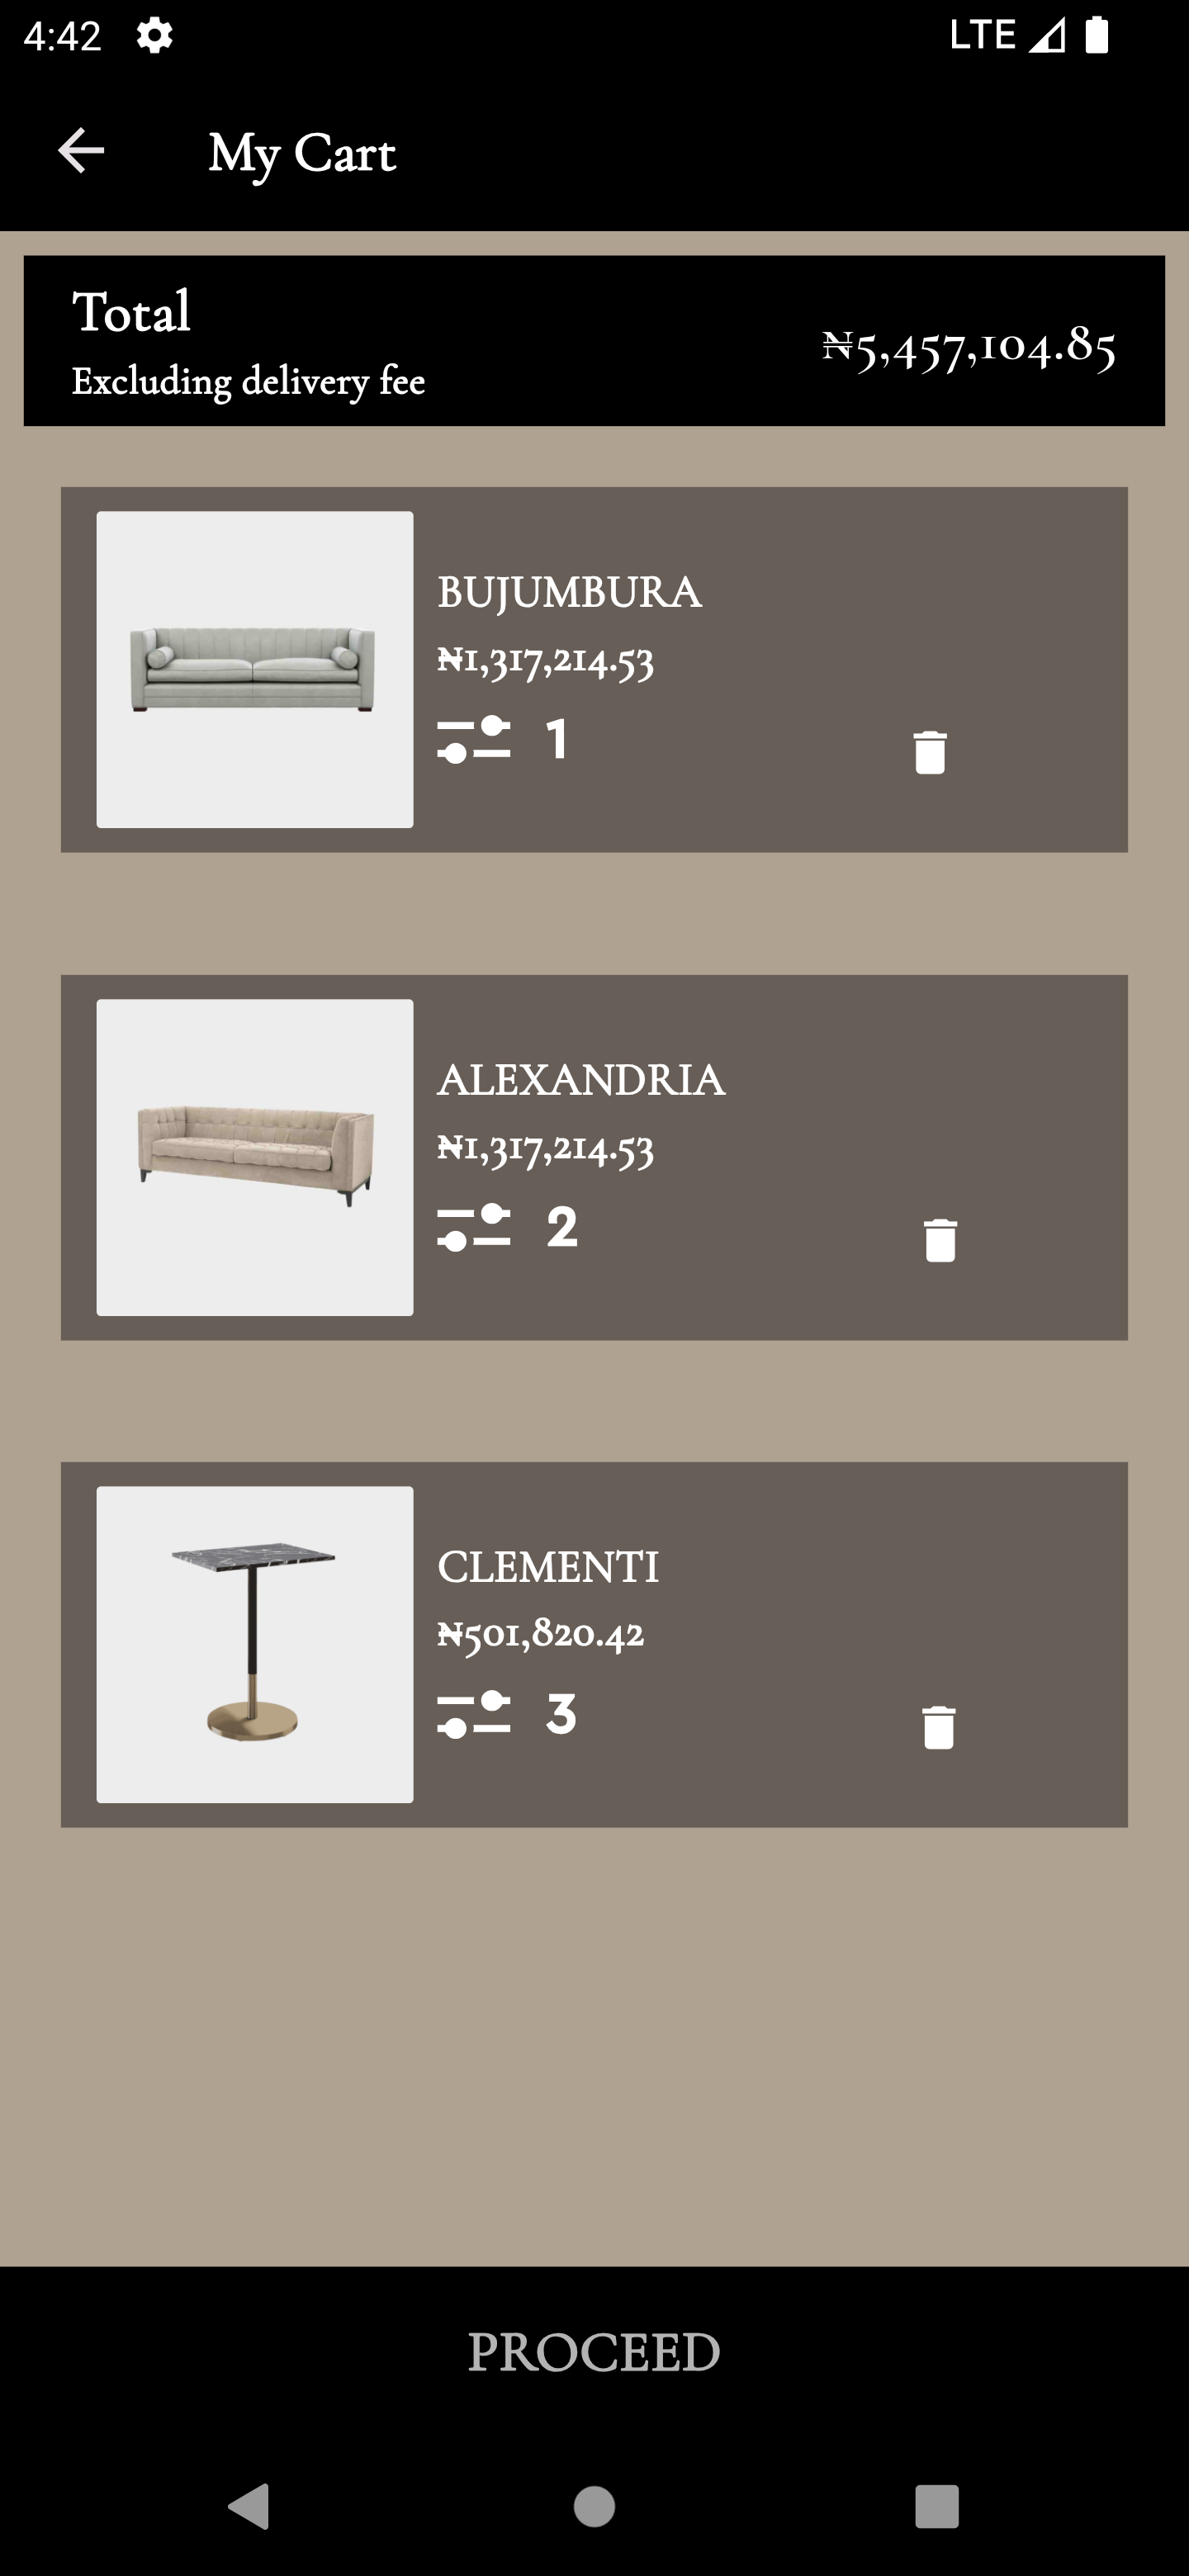 4:42
LTE
My Cart
Total
Excluding delivery fee
₦5,457,104.85
BUJUMBURA
₦1,317,214.53
1
ALEXANDRIA
₦1,317,214.53
2
CLEMENTI
₦501,820.42
3
PROCEED